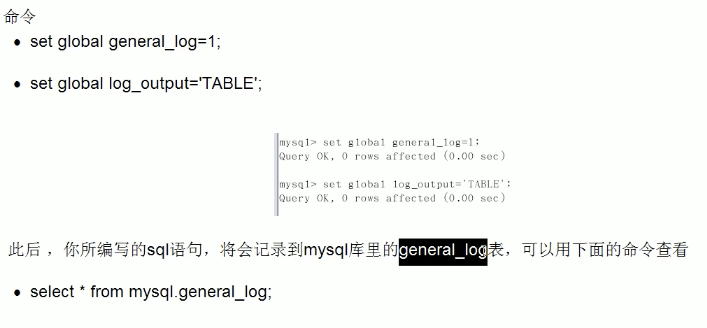 命令
• set global general_log=1;
• set global log_output='TABLE';
mysql> set global general_log=1;
Query OK, 0 rows affected (0.00 sec)
mysql> set global log_output='TABLE';
Query OK, 0 rows affected (0.00 sec)
此后 ，你所编写的sql语句，将会记录到mysql库里的general_log表，可以用下面的命令查看
• select * from mysql.general_log;